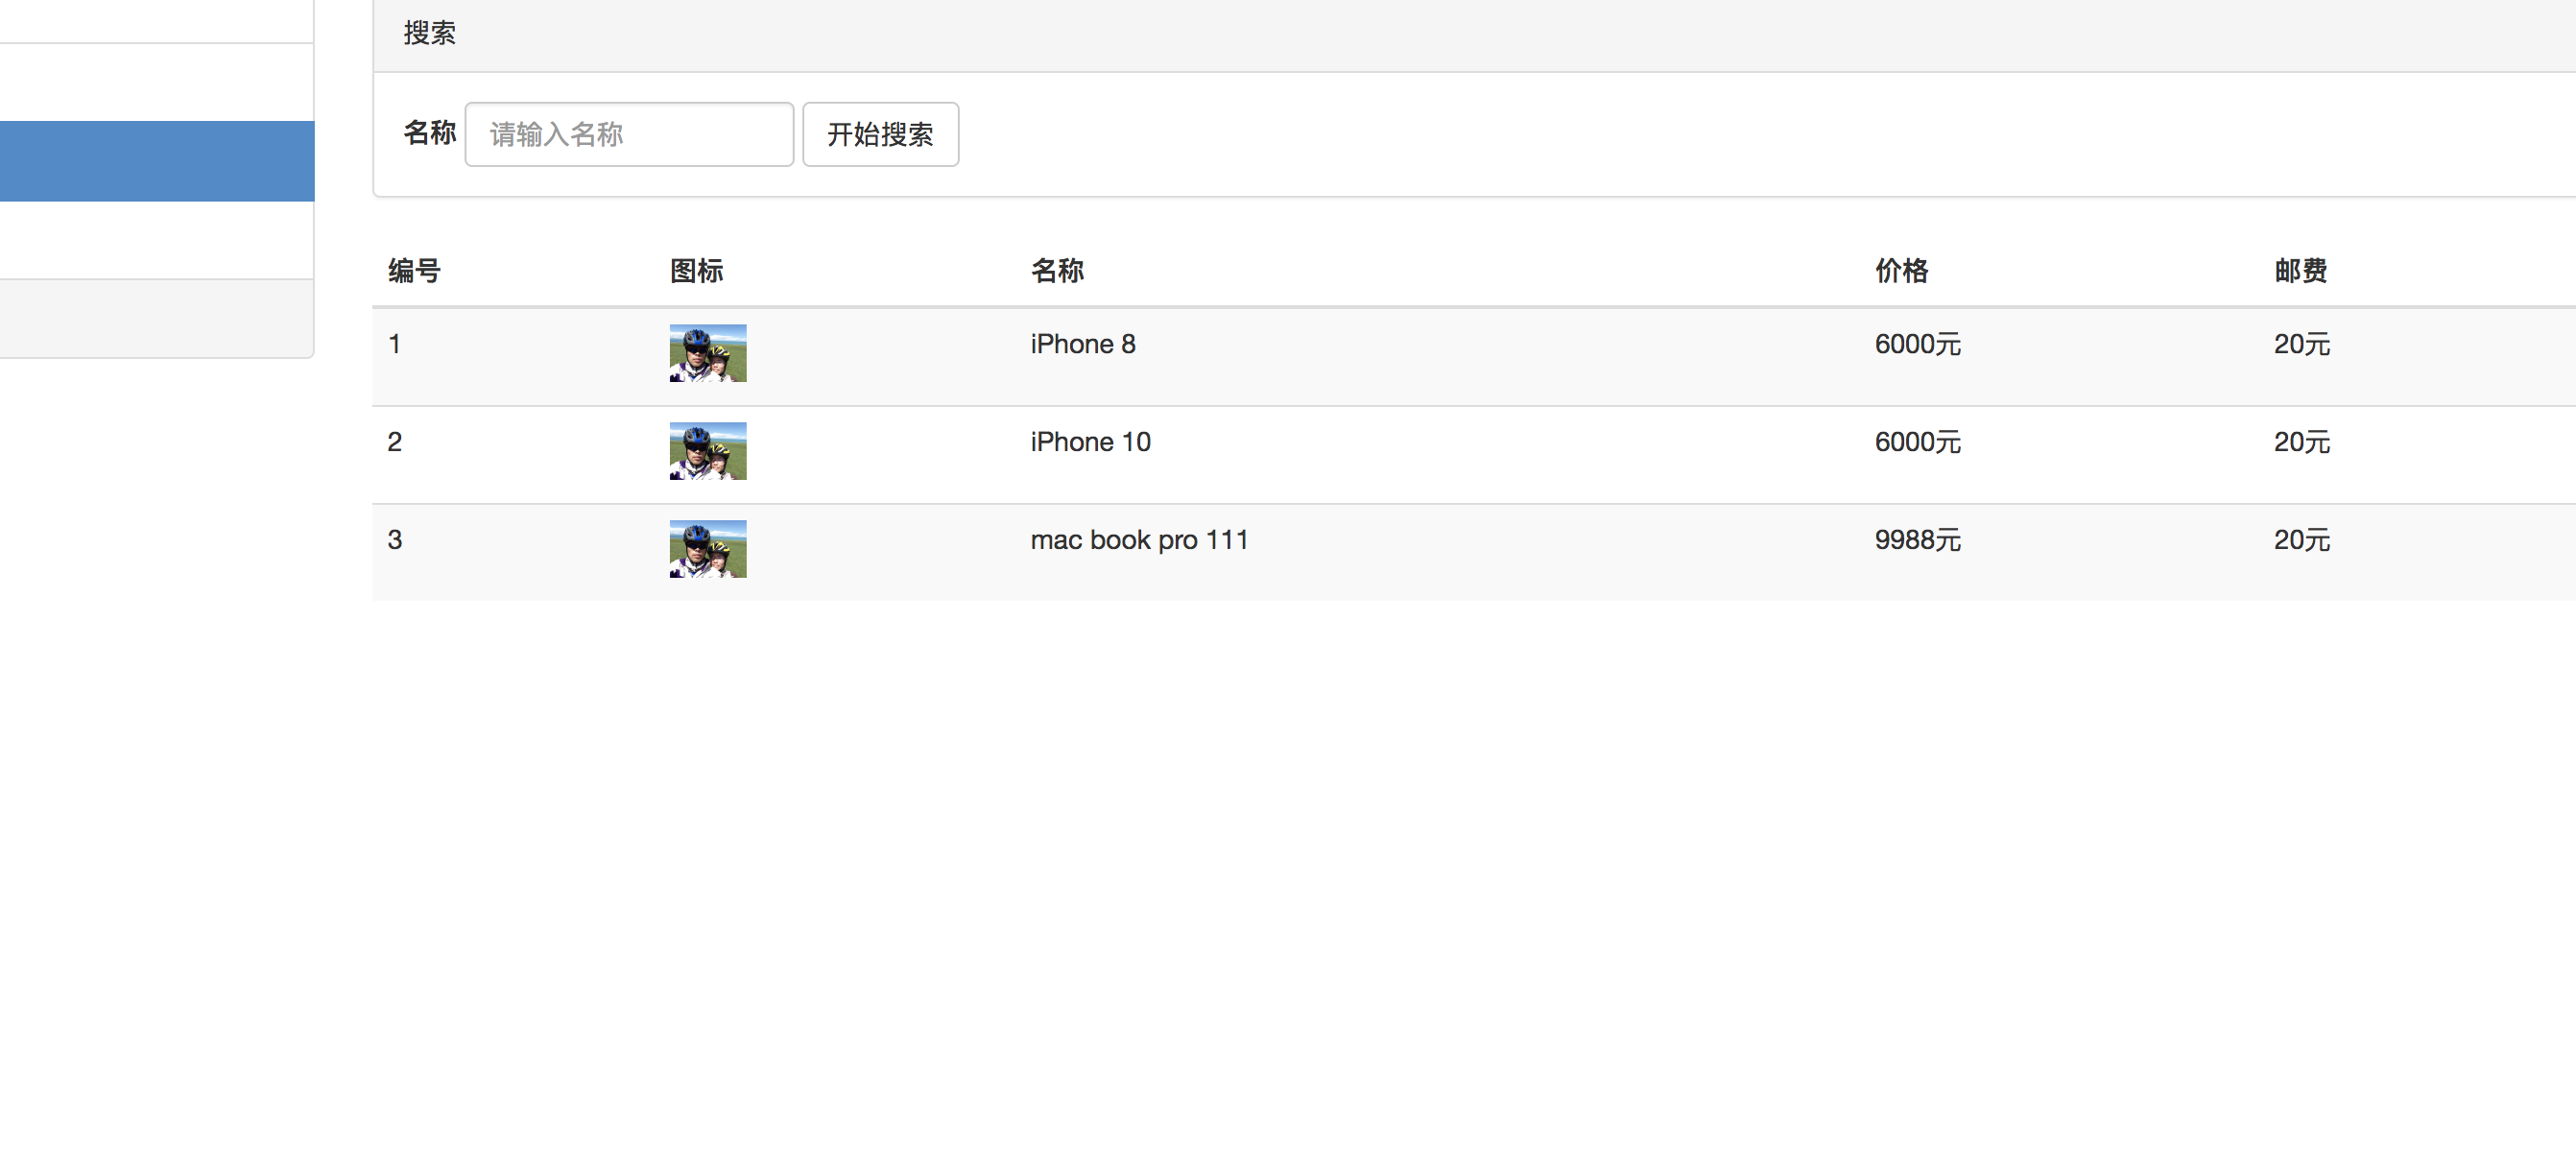 搜索
名称 请输入名称 开始搜索
编号 图标 名称 价格 邮费
1 iPhone 8 6000元 20元
2 iPhone 10 6000元 20元
3 mac book pro 111 9988元 20元